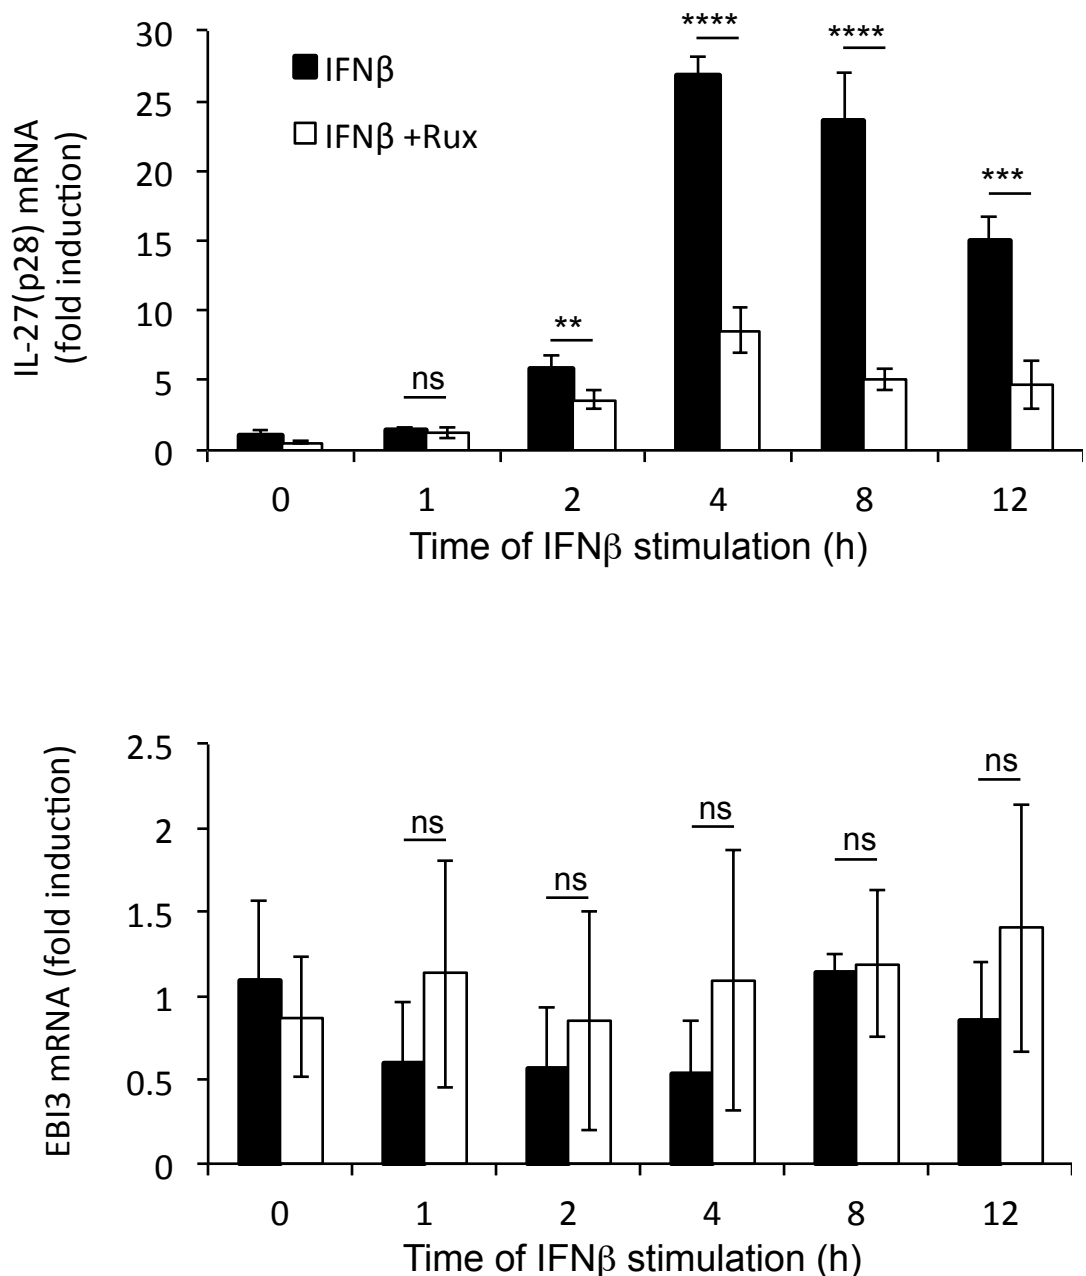 IL-27(p28) mRNA
(fold induction)
30
25
20
15
10
5
0
IFNβ
IFNβ +Rux
ns
**
****
****
***
0 1 2 4 8 12
Time of IFNβ stimulation (h)
EBI3 mRNA (fold induction)
2.5
2
1.5
1
0.5
0
ns
ns
ns
ns
ns
0 1 2 4 8 12
Time of IFNβ stimulation (h)